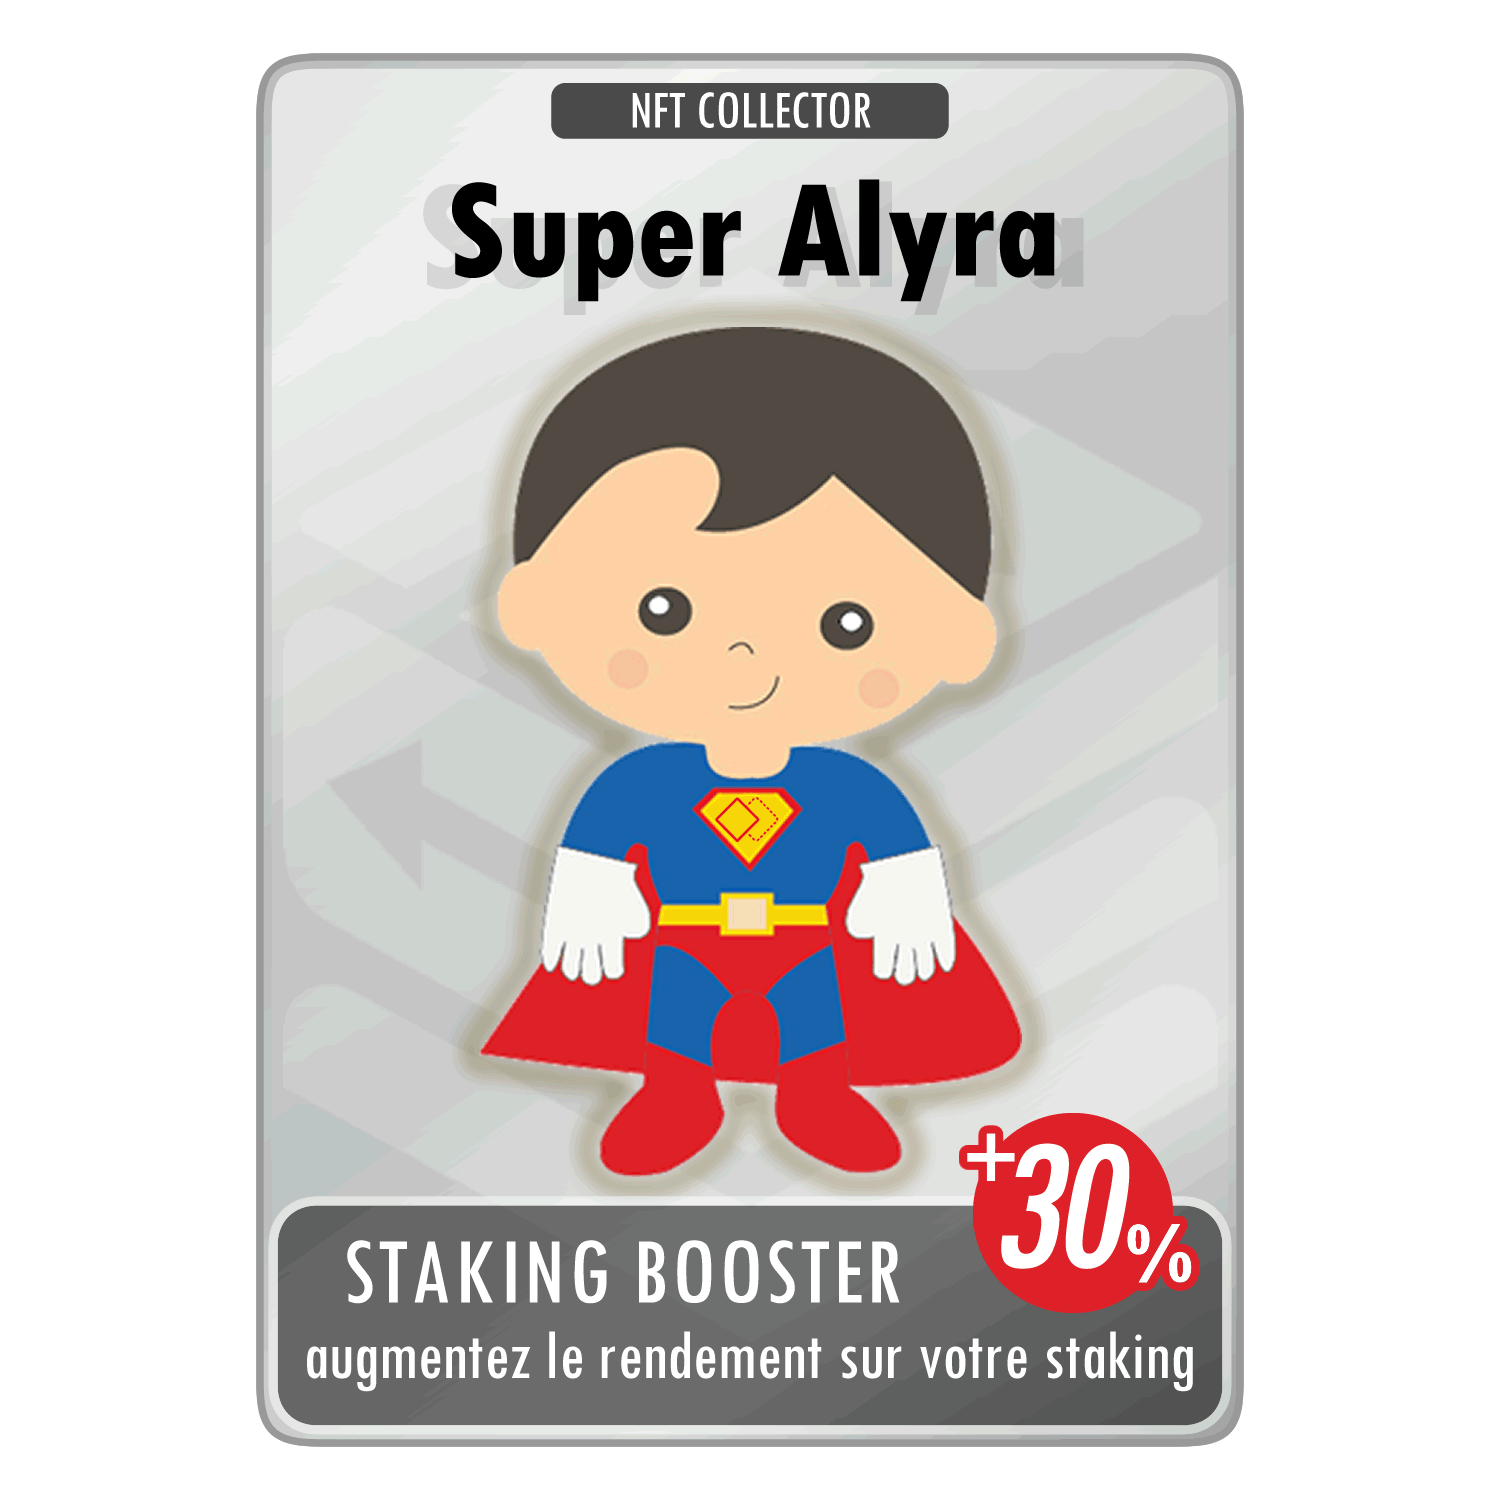 NFT COLLECTOR
Super Alyra
+30%
STAKING BOOSTER
augmentez le rendement sur votre staking